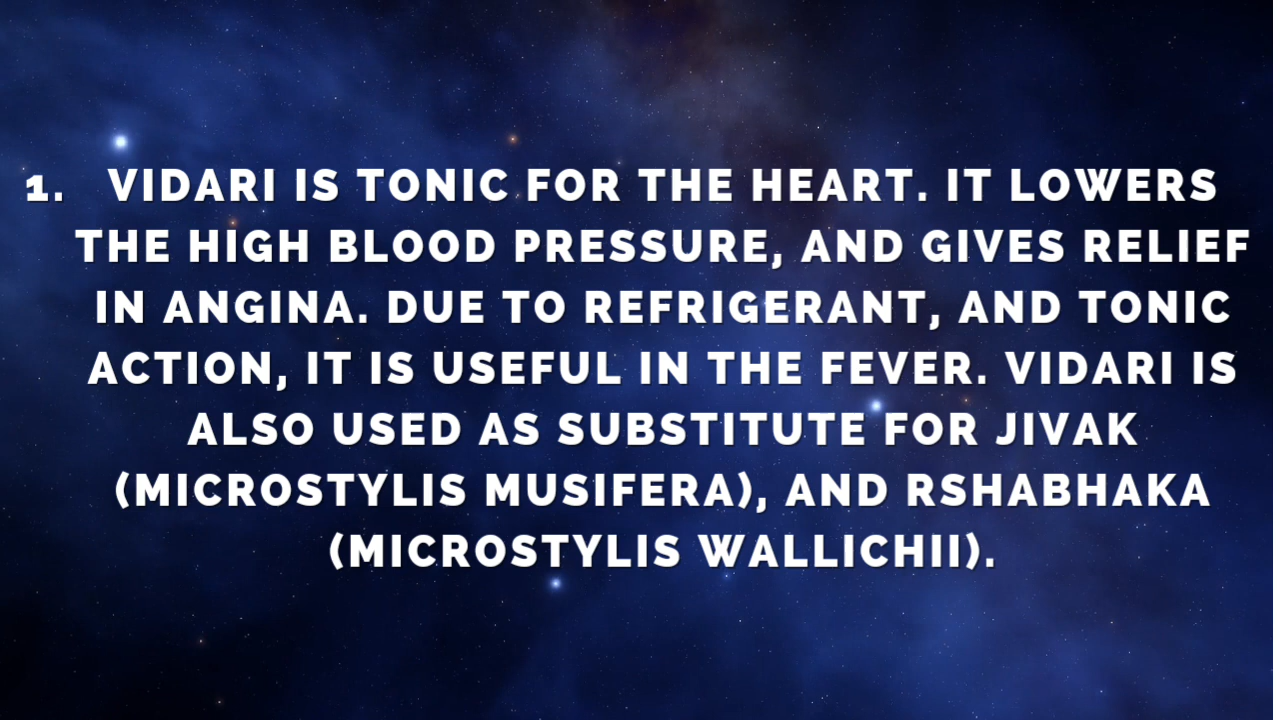 1. VIDARI IS TONIC FOR THE HEART. IT LOWERS
THE HIGH BLOOD PRESSURE, AND GIVES RELIEF
IN ANGINA. DUE TO REFRIGERANT, AND TONIC
ACTION, IT IS USEFUL IN THE FEVER. VIDARI IS
ALSO USED AS SUBSTITUTE FOR JIVAK
(MICROSTYLIS MUSIFERA), AND RSHABHAKA
(MICROSTYLIS WALLICHII).